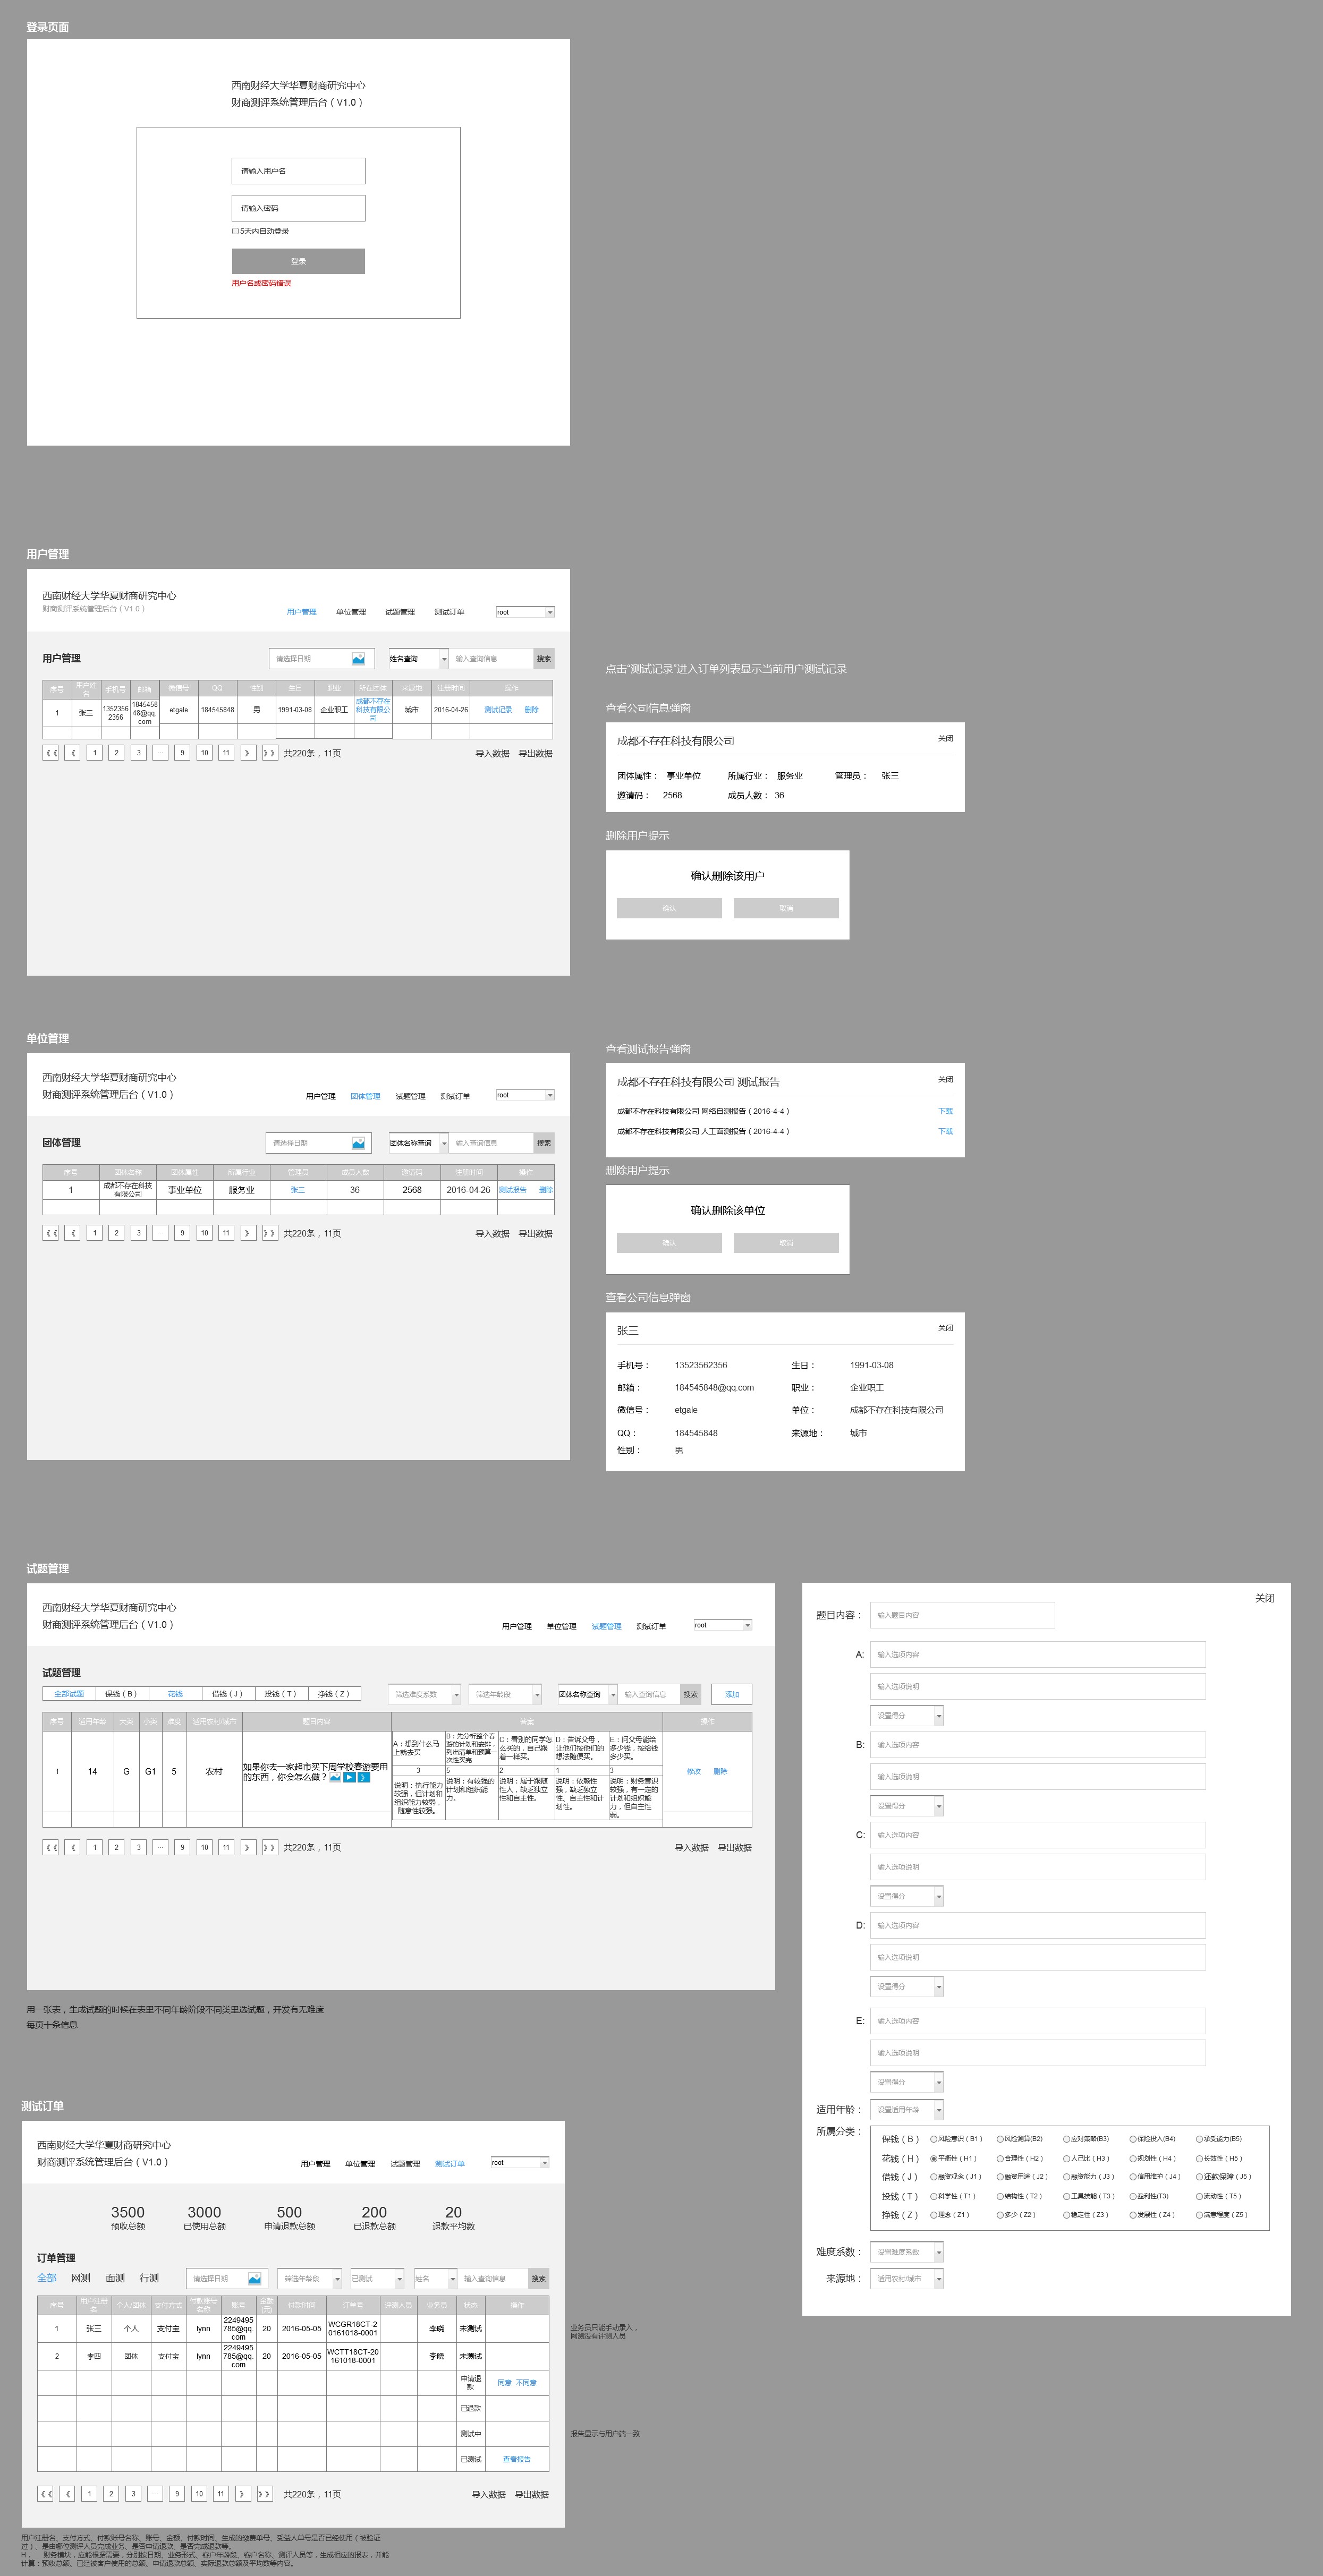 登录页面
西南财经大学华夏财商研究中心
财商测评系统管理后台（V1.0）
请输入用户名
请输入密码
5天内自动登录
登录
用户名或密码错误
用户管理
西南财经大学华夏财商研究中心
财商测评系统管理后台（V1.0）
用户管理 单位管理 试题管理 测试订单 root
用户管理 请选择日期 姓名查询 输入查询信息 搜索
序号 用户姓名 手机号 邮箱 微信号 QQ 性别 生日 职业 所在团体 来源地 注册时间 操作
1 张三 13523562356 184545848@qq.com etgale 184545848 男 1991-03-08 企业职工 成都不存在科技有限公司 城市 2016-04-26 测试记录 删除
《《 《 1 2 3 ... 9 10 11 》 》》 共220条，11页 导入数据 导出数据
点击“测试记录”进入订单列表显示当前用户测试记录
查看公司信息弹窗
成都不存在科技有限公司 关闭
团体属性： 事业单位 所属行业： 服务业 管理员： 张三
邀请码： 2568 成员人数： 36
删除用户提示
确认删除该用户
确认 取消
单位管理
西南财经大学华夏财商研究中心
财商测评系统管理后台（V1.0）
用户管理 团体管理 试题管理 测试订单 root
团体管理 请选择日期 团体名称查询 输入查询信息 搜索
序号 团体名称 团体属性 所属行业 管理员 成员人数 邀请码 注册时间 操作
1 成都不存在科技有限公司 事业单位 服务业 张三 36 2568 2016-04-26 测试报告 删除
《《 《 1 2 3 ... 9 10 11 》 》》 共220条，11页 导入数据 导出数据
查看测试报告弹窗
成都不存在科技有限公司 测试报告 关闭
成都不存在科技有限公司 网络自测报告（2016-4-4） 下载
成都不存在科技有限公司 人工面测报告（2016-4-4） 下载
删除用户提示
确认删除该单位
确认 取消
查看公司信息弹窗
张三 关闭
手机号： 13523562356 生日： 1991-03-08
邮箱： 184545848@qq.com 职业： 企业职工
微信号： etgale 单位： 成都不存在科技有限公司
QQ： 184545848 来源地： 城市
性别： 男
试题管理
西南财经大学华夏财商研究中心
财商测评系统管理后台（V1.0）
用户管理 单位管理 试题管理 测试订单 root
试题管理
全部试题 保钱（B） 花钱 借钱（J） 投钱（T） 挣钱（Z） 筛选难度系数 筛选年龄段 团体名称查询 输入查询信息 搜索 添加
序号 适用年龄 大类 小类 难度 适用农村/城市 题目内容 答案 操作
1 14 G G1 5 农村
如果你去一家超市买下周学校春游要用的东西，你会怎么做？
A：想到什么马上就去买
B：先分析整个春游的计划和安排，列出清单和预算一次性买完
C：看别的同学怎么买的，自己跟着一样买。
D：告诉父母，让他们按他们的想法随便买。
E：问父母能给多少钱，按给钱多少买。
3 5 2 1 3
说明：执行能力较强，但计划和组织能力较弱，随意性较强。
说明：有较强的计划和组织能力。
说明：属于跟随性人，缺乏独立性和自主性。
说明：依赖性强，缺乏独立性、自主性和计划性。
说明：财务意识较强，有一定的计划和组织能力，但自主性弱。
修改 删除
《《 《 1 2 3 ... 9 10 11 》 》》 共220条，11页 导入数据 导出数据
用一张表，生成试题的时候在表里不同年龄阶段不同类里选试题，开发有无难度
每页十条信息
关闭
题目内容： 输入题目内容
A: 输入选项内容
输入选项说明
设置得分
B: 输入选项内容
输入选项说明
设置得分
C: 输入选项内容
输入选项说明
设置得分
D: 输入选项内容
输入选项说明
设置得分
E: 输入选项内容
输入选项说明
设置得分
适用年龄： 设置适用年龄
所属分类：
保钱（B） 风险意识（B1） 风险测算(B2) 应对策略(B3) 保险投入(B4) 承受能力(B5)
花钱（H） 平衡性（H1） 合理性（H2） 人己比（H3） 规划性（H4） 长效性（H5）
借钱（J） 融资观念（J1） 融资用途（J2） 融资能力（J3） 信用维护（J4） 还款保障（J5）
投钱（T） 科学性（T1） 结构性（T2） 工具技能（T3） 盈利性(T3) 流动性（T5）
挣钱（Z） 理念（Z1） 多少（Z2） 稳定性（Z3） 发展性（Z4） 满意程度（Z5）
难度系数： 设置难度系数
来源地： 适用农村/城市
测试订单
西南财经大学华夏财商研究中心
财商测评系统管理后台（V1.0）
用户管理 单位管理 试题管理 测试订单 root
3500 3000 500 200 20
预收总额 已使用总额 申请退款总额 已退款总额 退款平均数
订单管理
全部 网测 面测 行测 请选择日期 筛选年龄段 已测试 姓名 输入查询信息 搜索
序号 用户注册名 个人/团体 支付方式 付款账号名称 账号 金额(元) 付款时间 订单号 评测人员 业务员 状态 操作
1 张三 个人 支付宝 lynn 2249495785@qq.com 20 2016-05-05 WCGR18CT-20161018-0001 李晓 未测试
2 李四 团体 支付宝 lynn 2249495785@qq.com 20 2016-05-05 WCTT18CT-20161018-0001 李晓 未测试
申请退款 同意 不同意
已退款
测试中
已测试 查看报告
《《 《 1 2 3 ... 9 10 11 》 》》 共220条，11页 导入数据 导出数据
业务员只能手动录入，
网测没有评测人员
报告显示与用户端一致
用户注册名、支付方式、付款账号名称、账号、金额、付款时间、生成的缴费单号、受益人单号是否已经使用（被验证
过）、是由哪位测评人员完成业务、是否申请退款、是否完成退款等。
H． 财务模块，应能根据需要，分别按日期、业务形式、客户年龄段、客户名称、测评人员等，生成相应的报表，并能
计算：预收总额、已经被客户使用的总额、申请退款总额、实际退款总额及平均数等内容。